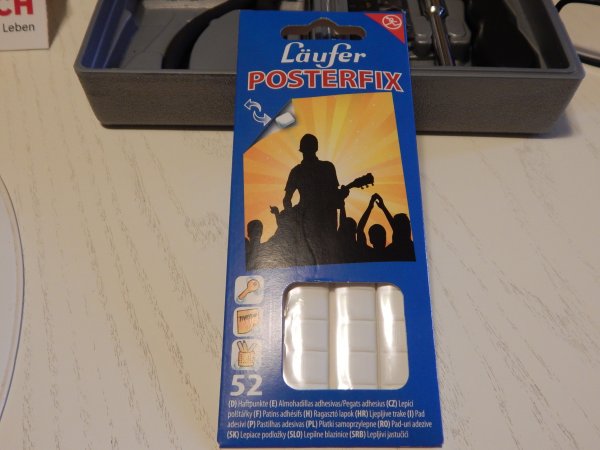 CH
Leben
Läufer
POSTERFIX
52
(D) Haftpunkte (E) Almohadillas adhesivas/Pegats adhesius (CZ) Lepicí
polštářky (F) Patins adhésifs (H) Ragasztó lapok (HR) Ljepljive trake (I) Pad
adesivi (P) Pastilhas adesivas (PL) Płatki samoprzylepne (RO) Pad-uri adezive
(SK) Lepiace podložky (SLO) Lepilne blazinice (SRB) Lepljivi jastučići